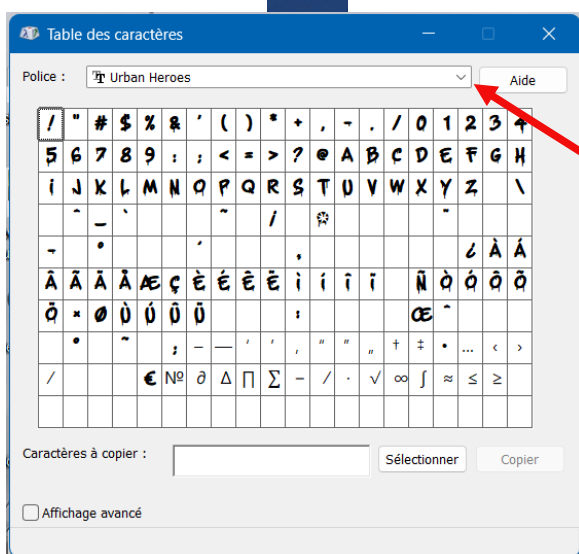 Table des caractères
Police :
Urban Heroes
Aide
! " # $ % & ' ( ) * + , - . / 0 1 2 3 4
5 6 7 8 9 : ; < = > ? @ A B C D E F G H
I J K L M N O P Q R S T U V W X Y Z \
^ _ ` ~ ¡ ¨
- ° ´ ¸ ¿ À Á
Â Ã Ä Å Æ Ç È É Ê Ë Ì Í Î Ï Ñ Ò Ó Ô Õ
Ö × Ø Ù Ú Û Ü Œ ˆ
˜ – — ‘ ’ ‚ “ ” „ † ‡ • … ‹ ›
⁄ € № ∂ ∆ ∏ ∑ − ∕ ∙ √ ∞ ∫ ≈ ≤ ≥
Caractères à copier :
Sélectionner
Copier
Affichage avancé